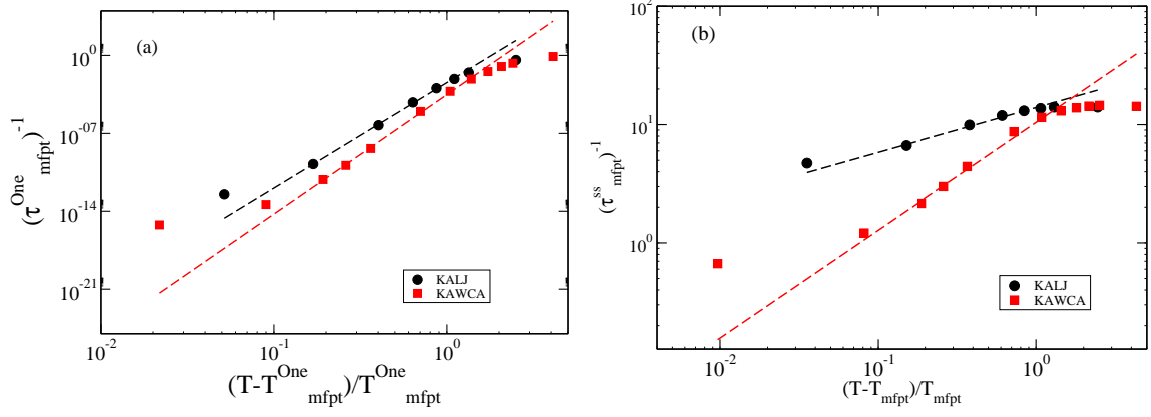 (a)
10^0
10^-07
10^-14
10^-21
(τ^One_mfpt)^-1
KALJ
KAWCA
10^-2
10^-1
10^0
(T-T^One_mfpt)/T^One_mfpt
(b)
10^2
10^1
10^0
(τ^ss_mfpt)^-1
KALJ
KAWCA
10^-2
10^-1
10^0
(T-T_mfpt)/T_mfpt